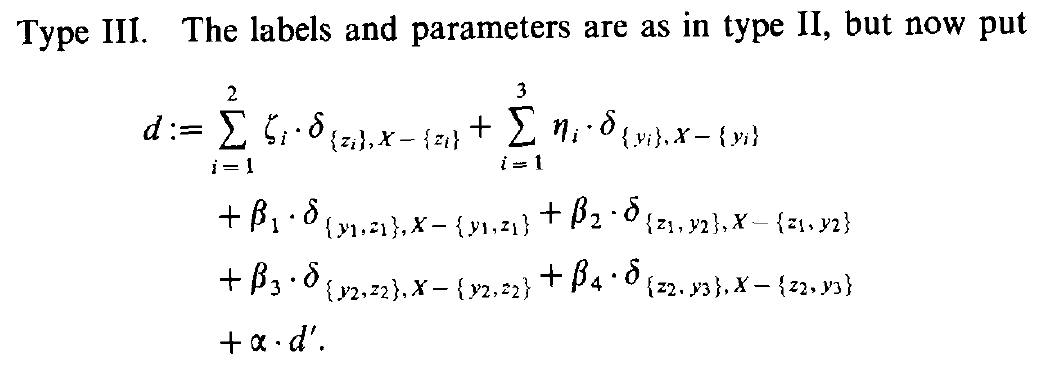 Type III. The labels and parameters are as in type II, but now put
d := ∑_{i=1}^{2} ζ_i · δ_{{z_i}, X−{z_i}} + ∑_{i=1}^{3} η_i · δ_{{y_i}, X−{y_i}}
+ β_1 · δ_{{y_1, z_1}, X−{y_1, z_1}} + β_2 · δ_{{z_1, y_2}, X−{z_1, y_2}}
+ β_3 · δ_{{y_2, z_2}, X−{y_2, z_2}} + β_4 · δ_{{z_2, y_3}, X−{z_2, y_3}}
+ α · d′.